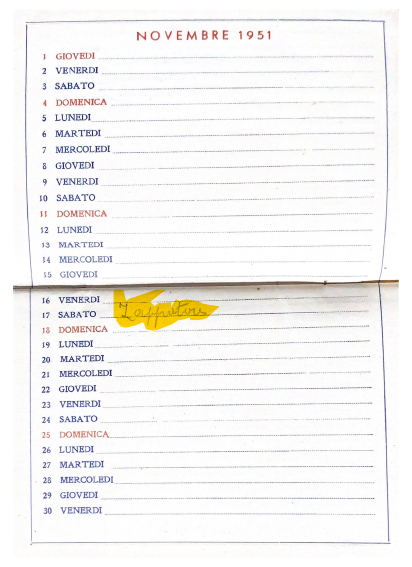 NOVEMBRE 1951
1 GIOVEDI
2 VENERDI
3 SABATO
4 DOMENICA
5 LUNEDI
6 MARTEDI
7 MERCOLEDI
8 GIOVEDI
9 VENERDI
10 SABATO
11 DOMENICA
12 LUNEDI
13 MARTEDI
14 MERCOLEDI
15 GIOVEDI
16 VENERDI
17 SABATO
18 DOMENICA
19 LUNEDI
20 MARTEDI
21 MERCOLEDI
22 GIOVEDI
23 VENERDI
24 SABATO
25 DOMENICA
26 LUNEDI
27 MARTEDI
28 MERCOLEDI
29 GIOVEDI
30 VENERDI